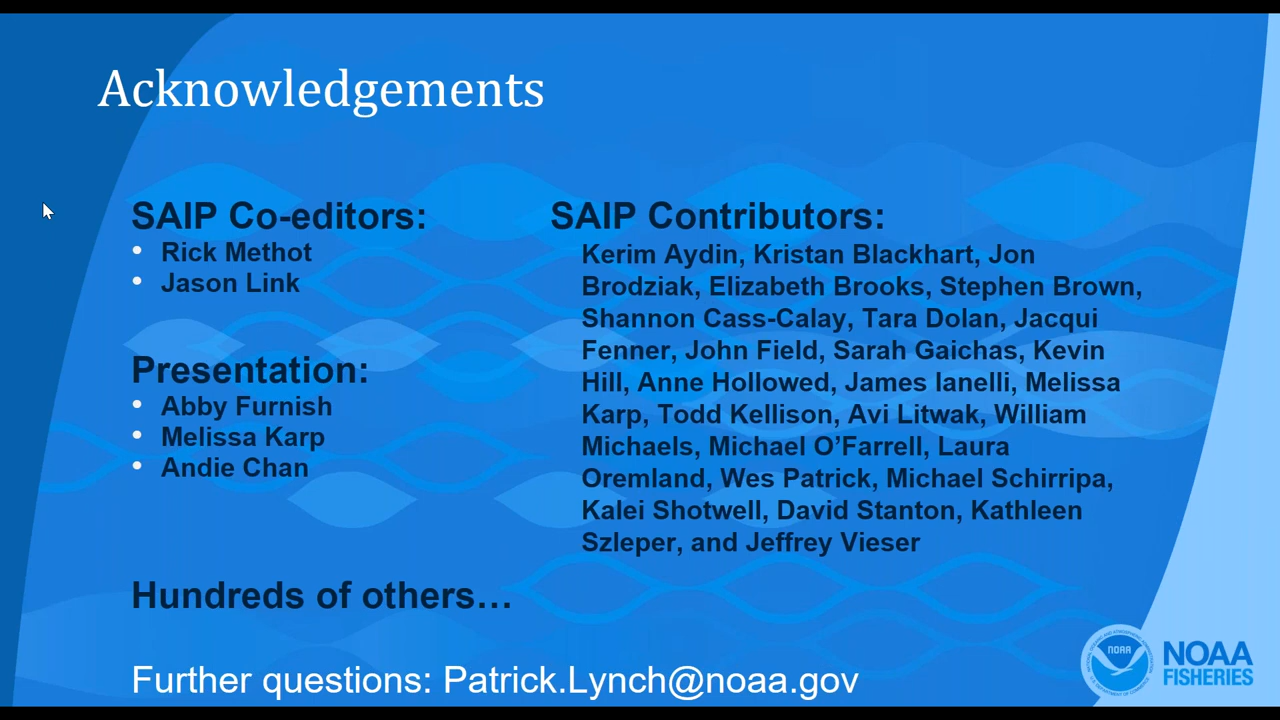 Acknowledgements
SAIP Co-editors:
• Rick Methot
• Jason Link
Presentation:
• Abby Furnish
• Melissa Karp
• Andie Chan
Hundreds of others…
SAIP Contributors:
Kerim Aydin, Kristan Blackhart, Jon
Brodziak, Elizabeth Brooks, Stephen Brown,
Shannon Cass-Calay, Tara Dolan, Jacqui
Fenner, John Field, Sarah Gaichas, Kevin
Hill, Anne Hollowed, James Ianelli, Melissa
Karp, Todd Kellison, Avi Litwak, William
Michaels, Michael O’Farrell, Laura
Oremland, Wes Patrick, Michael Schirripa,
Kalei Shotwell, David Stanton, Kathleen
Szleper, and Jeffrey Vieser
Further questions: Patrick.Lynch@noaa.gov
NOAA
NOAA
FISHERIES